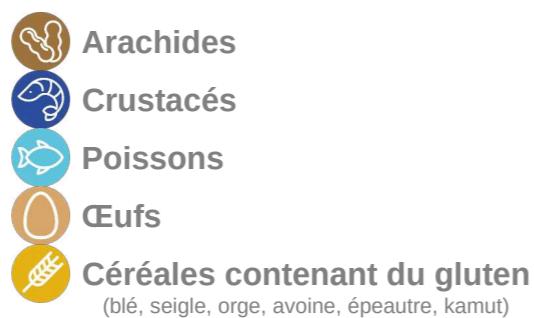 Arachides
Crustacés
Poissons
Œufs
Céréales contenant du gluten
(blé, seigle, orge, avoine, épeautre, kamut)